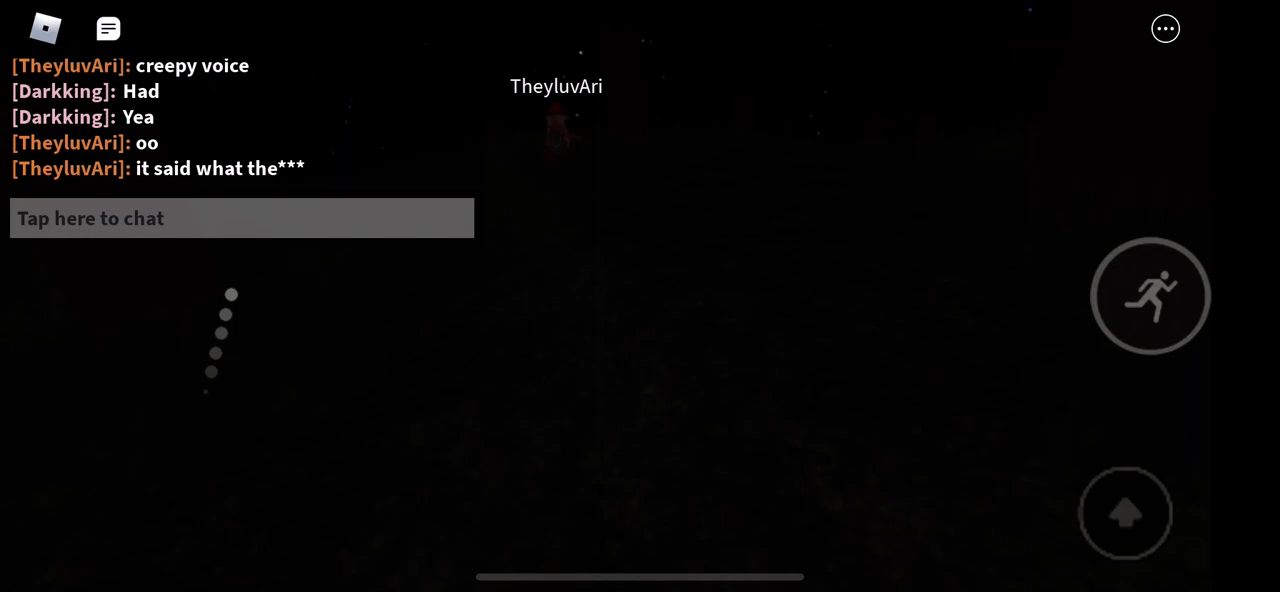 [TheyluvAri]: creepy voice
[Darkking]: Had
[Darkking]: Yea
[TheyluvAri]: oo
[TheyluvAri]: it said what the***
Tap here to chat
TheyluvAri